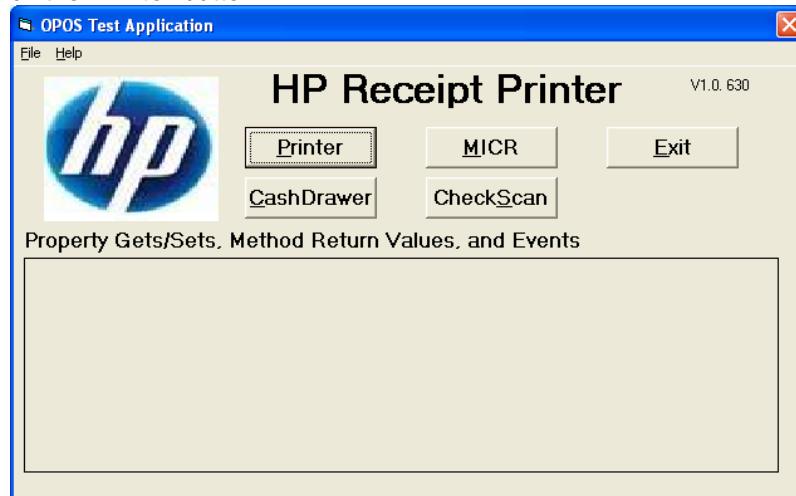 OPOS Test Application
File Help
hp
HP Receipt Printer
V1.0. 630
Printer MICR Exit
CashDrawer CheckScan
Property Gets/Sets, Method Return Values, and Events